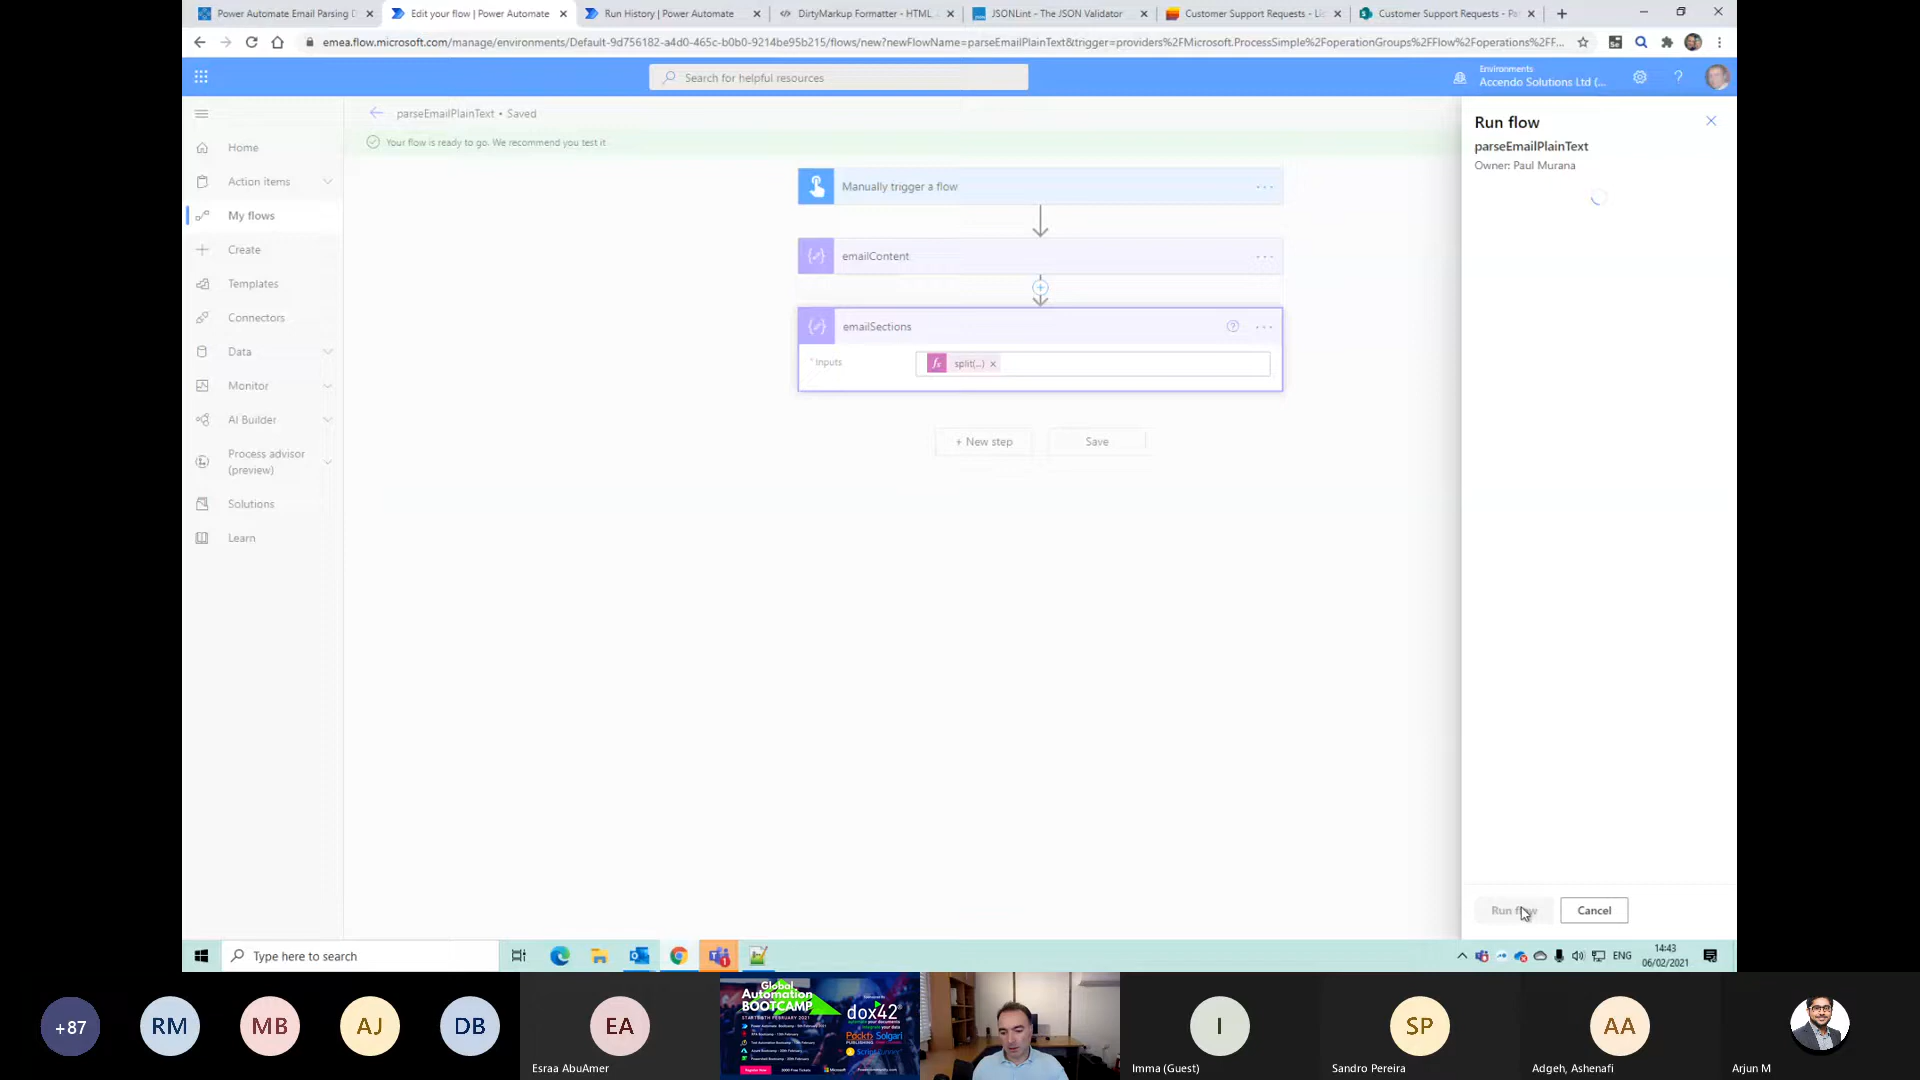 Power Automate Email Parsing D
Edit your flow | Power Automate
Run History | Power Automate
DirtyMarkup Formatter - HTML,
JSONLint - The JSON Validator
Customer Support Requests - Lis
Customer Support Requests - Pa
emea.flow.microsoft.com/manage/environments/Default-9d756182-a4d0-465c-b0b0-9214be95b215/flows/new?newFlowName=parseEmailPlainText&trigger=providers%2FMicrosoft.ProcessSimple%2FoperationGroups%2FFlow%2Foperations%2FF...
Search for helpful resources
Environments
Accendo Solutions Ltd (...
parseEmailPlainText • Saved
Your flow is ready to go. We recommend you test it
Home
Action items
My flows
Create
Templates
Connectors
Data
Monitor
AI Builder
Process advisor
(preview)
Solutions
Learn
Manually trigger a flow
emailContent
emailSections
* Inputs
fx split(...) ×
+ New step
Save
Run flow
parseEmailPlainText
Owner: Paul Murana
Cancel
Type here to search
ENG
14:43
06/02/2021
+87
RM
MB
AJ
DB
EA
Esraa AbuAmer
Global
Automation
BOOTCAMP
dox42
I
Imma (Guest)
SP
Sandro Pereira
AA
Adgeh, Ashenafi
Arjun M